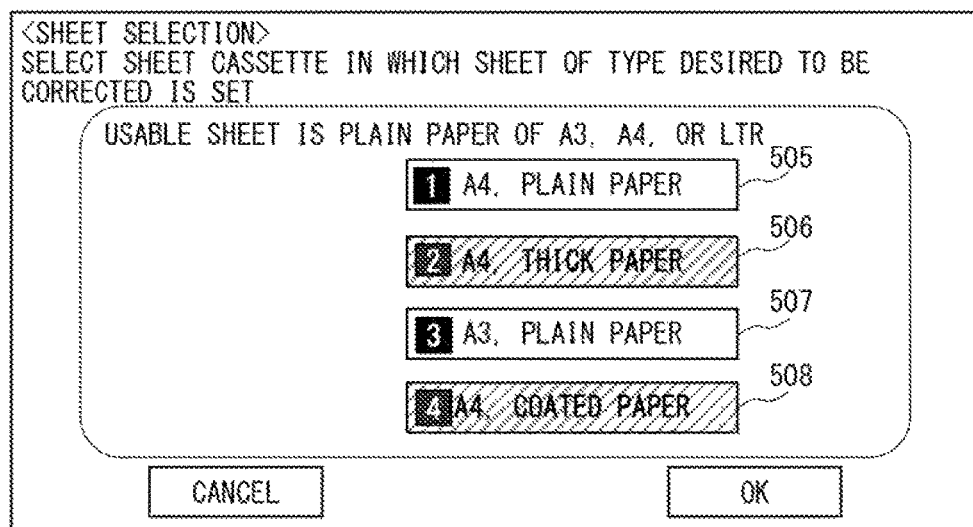 <SHEET SELECTION>
SELECT SHEET CASSETTE IN WHICH SHEET OF TYPE DESIRED TO BE
CORRECTED IS SET
USABLE SHEET IS PLAIN PAPER OF A3, A4, OR LTR
505
1 A4, PLAIN PAPER
506
2 A4, THICK PAPER
507
3 A3, PLAIN PAPER
508
4 A4, COATED PAPER
CANCEL OK